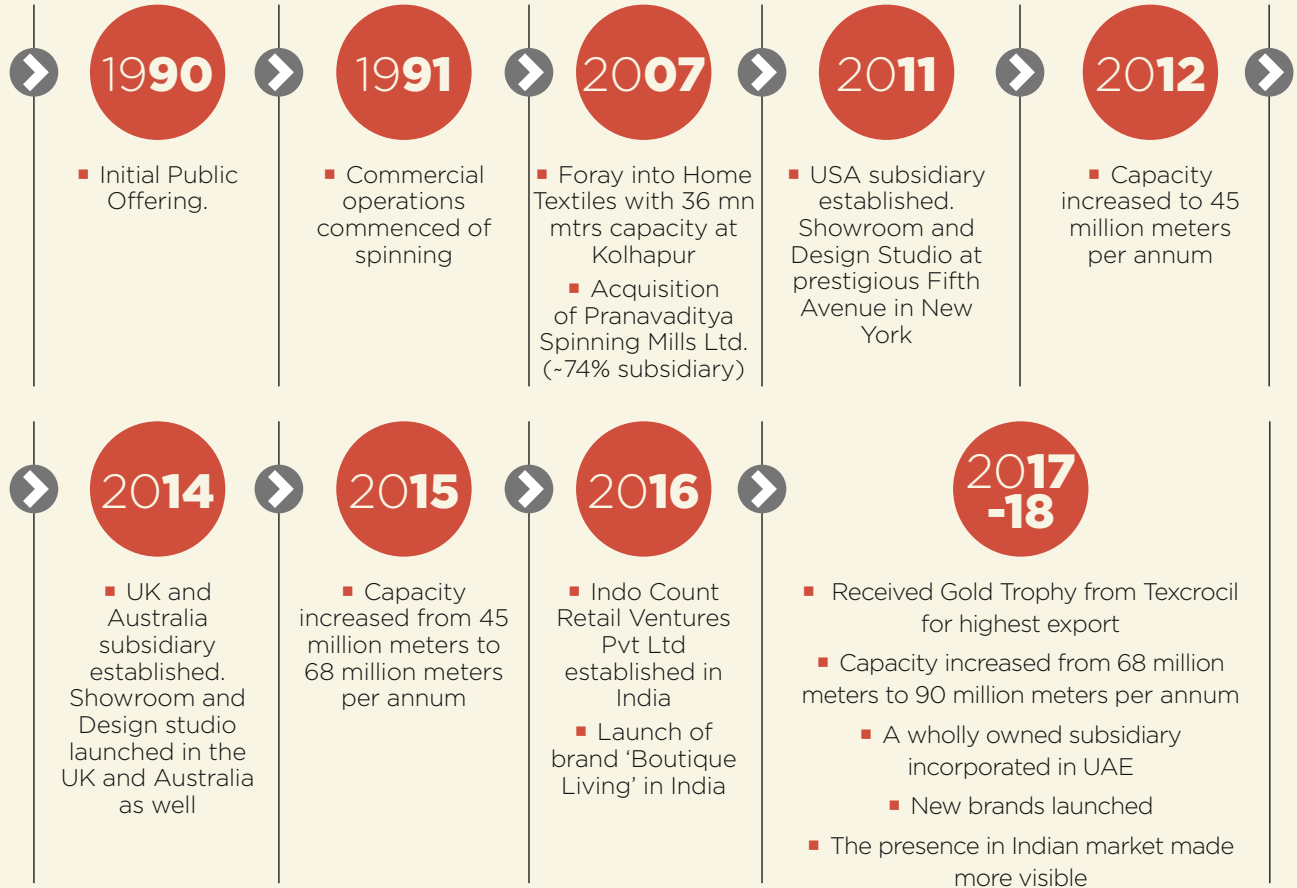 1990
■ Initial Public
Offering.
1991
■ Commercial
operations
commenced of
spinning
2007
■ Foray into Home
Textiles with 36 mn
mtrs capacity at
Kolhapur
■ Acquisition
of Pranavaditya
Spinning Mills Ltd.
(~74% subsidiary)
2011
■ USA subsidiary
established.
Showroom and
Design Studio at
prestigious Fifth
Avenue in New
York
2012
■ Capacity
increased to 45
million meters
per annum
2014
■ UK and
Australia
subsidiary
established.
Showroom and
Design studio
launched in the
UK and Australia
as well
2015
■ Capacity
increased from 45
million meters to
68 million meters
per annum
2016
■ Indo Count
Retail Ventures
Pvt Ltd
established in
India
■ Launch of
brand ‘Boutique
Living’ in India
2017
-18
■ Received Gold Trophy from Texcrocil
for highest export
■ Capacity increased from 68 million
meters to 90 million meters per annum
■ A wholly owned subsidiary
incorporated in UAE
■ New brands launched
■ The presence in Indian market made
more visible